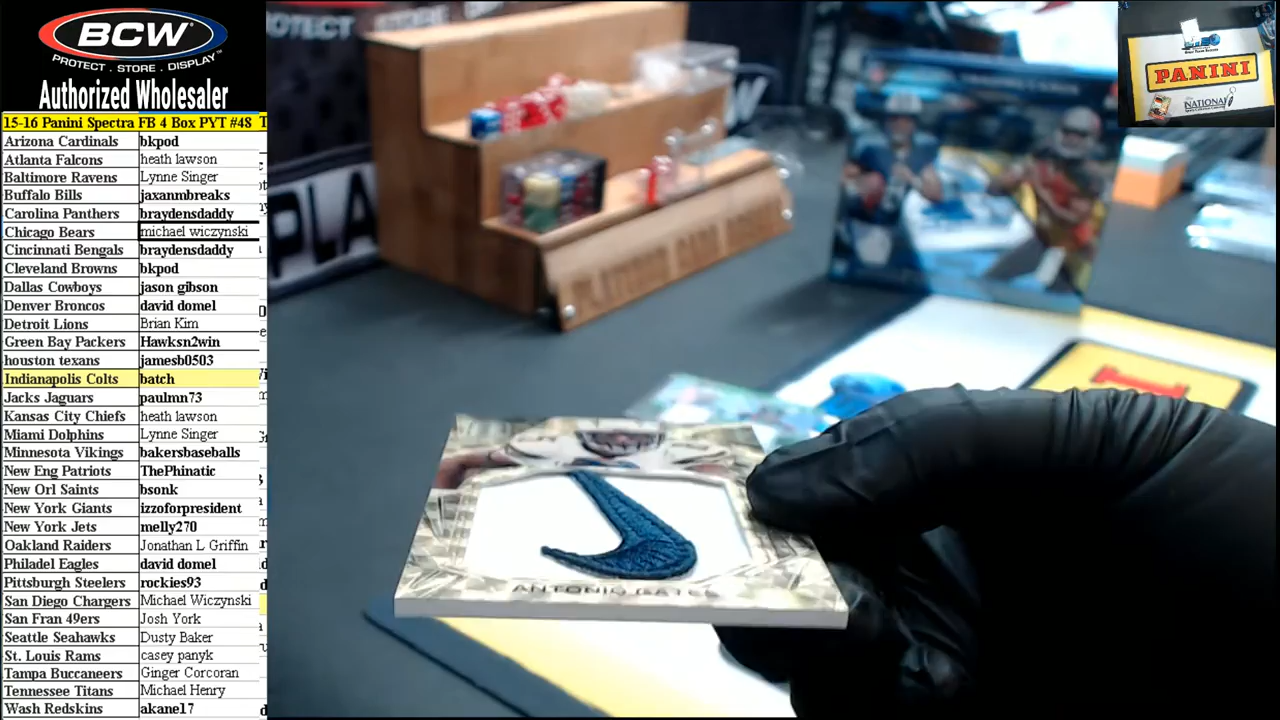 BCW
PROTECT . STORE . DISPLAY
Authorized Wholesaler
15-16 Panini Spectra FB 4 Box PYT #48
Arizona Cardinals bkpod
Atlanta Falcons heath lawson
Baltimore Ravens Lynne Singer
Buffalo Bills jaxanmbreaks
Carolina Panthers braydensdaddy
Chicago Bears michael wiczynski
Cincinnati Bengals braydensdaddy
Cleveland Browns bkpod
Dallas Cowboys jason gibson
Denver Broncos david domel
Detroit Lions Brian Kim
Green Bay Packers Hawksn2win
houston texans jamesb0503
Indianapolis Colts batch
Jacks Jaguars paulmn73
Kansas City Chiefs heath lawson
Miami Dolphins Lynne Singer
Minnesota Vikings bakersbaseballs
New Eng Patriots ThePhinatic
New Orl Saints bsonk
New York Giants izzoforpresident
New York Jets melly270
Oakland Raiders Jonathan L Griffin
Philadel Eagles david domel
Pittsburgh Steelers rockies93
San Diego Chargers Michael Wiczynski
San Fran 49ers Josh York
Seattle Seahawks Dusty Baker
St. Louis Rams casey panyk
Tampa Buccaneers Ginger Corcoran
Tennessee Titans Michael Henry
Wash Redskins akane17
ANTONIO GATES
PANINI
THE NATIONAL